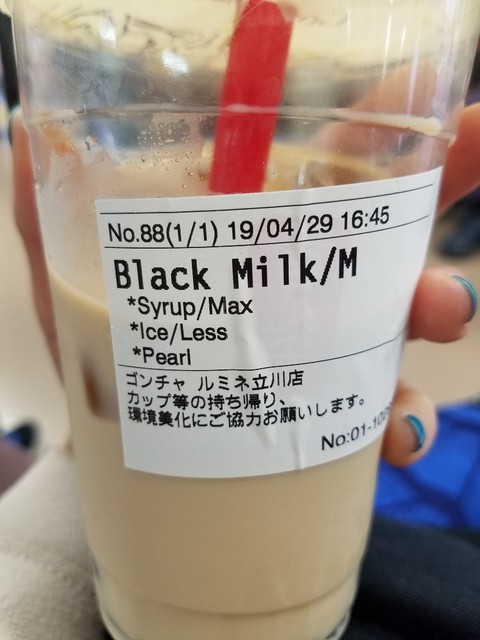 No.88(1/1) 19/04/29 16:45
Black Milk/M
*Syrup/Max
*Ice/Less
*Pearl
ゴンチャ ルミネ立川店
カップ等の持ち帰り、
環境美化にご協力お願いします。